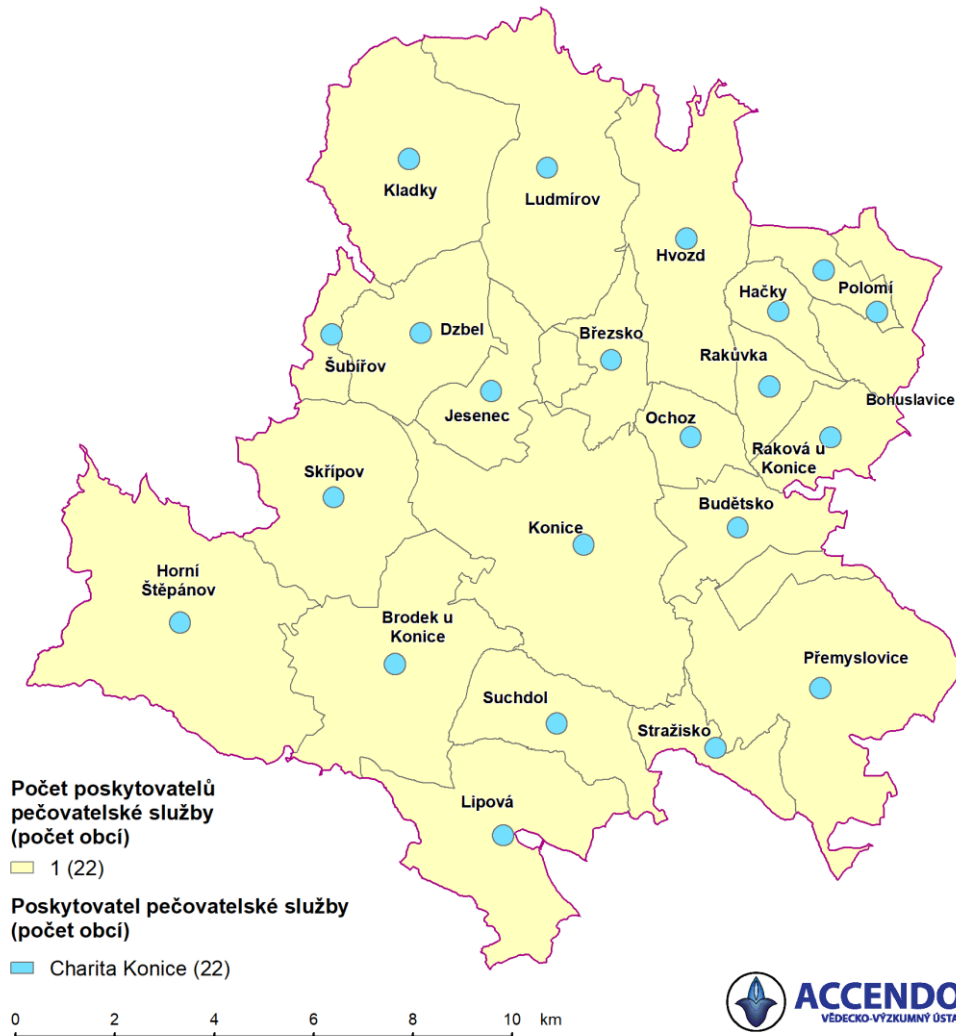 Kladky
Ludmírov
Hvozd
Polomí
Hačky
Dzbel
Březsko
Šubířov
Rakůvka
Jesenec
Bohuslavice
Ochoz
Raková u
Konice
Skřípov
Budětsko
Konice
Horní
Štěpánov
Brodek u
Konice
Přemyslovice
Suchdol
Stražisko
Lipová
Počet poskytovatelů
pečovatelské služby
(počet obcí)
1 (22)
Poskytovatel pečovatelské služby
(počet obcí)
Charita Konice (22)
0 2 4 6 8 10 km
ACCENDO
VĚDECKO-VÝZKUMNÝ ÚSTA